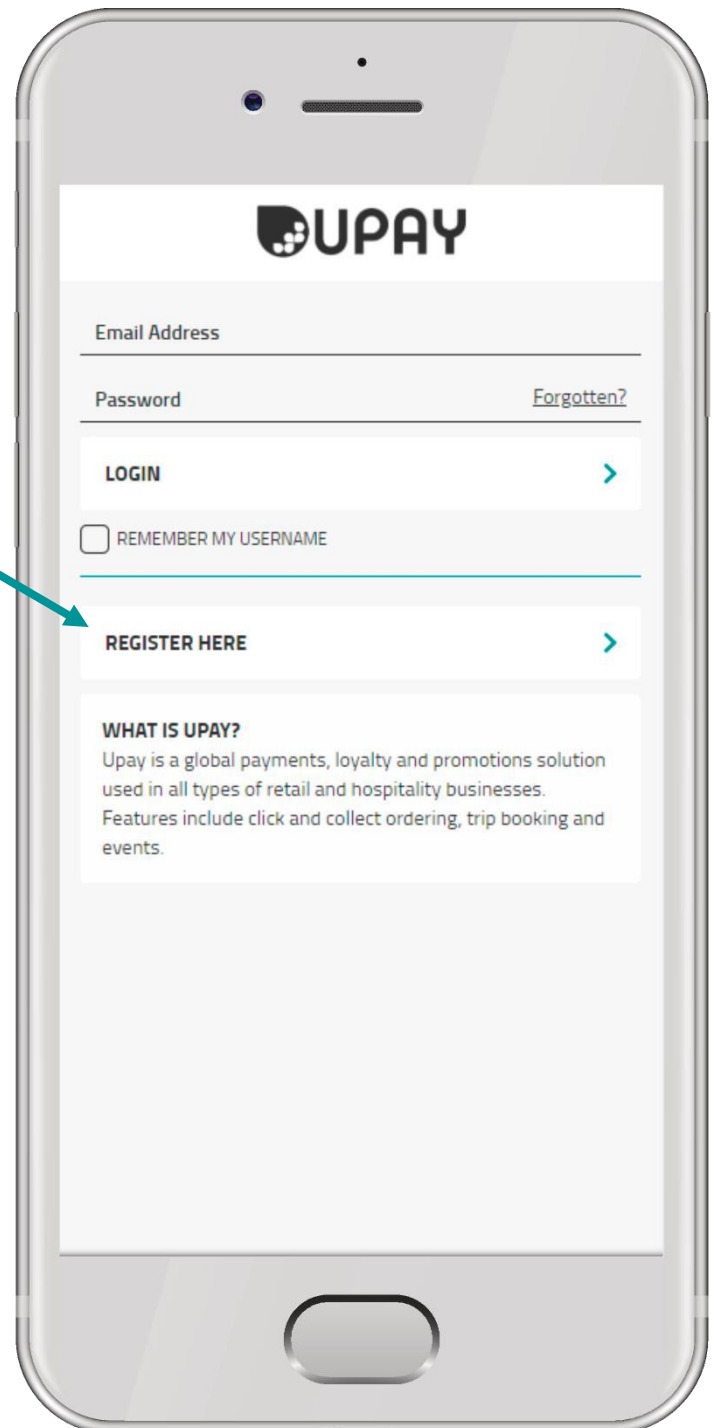 UPAY
Email Address
Password Forgotten?
LOGIN
REMEMBER MY USERNAME
REGISTER HERE
WHAT IS UPAY?
Upay is a global payments, loyalty and promotions solution
used in all types of retail and hospitality businesses.
Features include click and collect ordering, trip booking and
events.